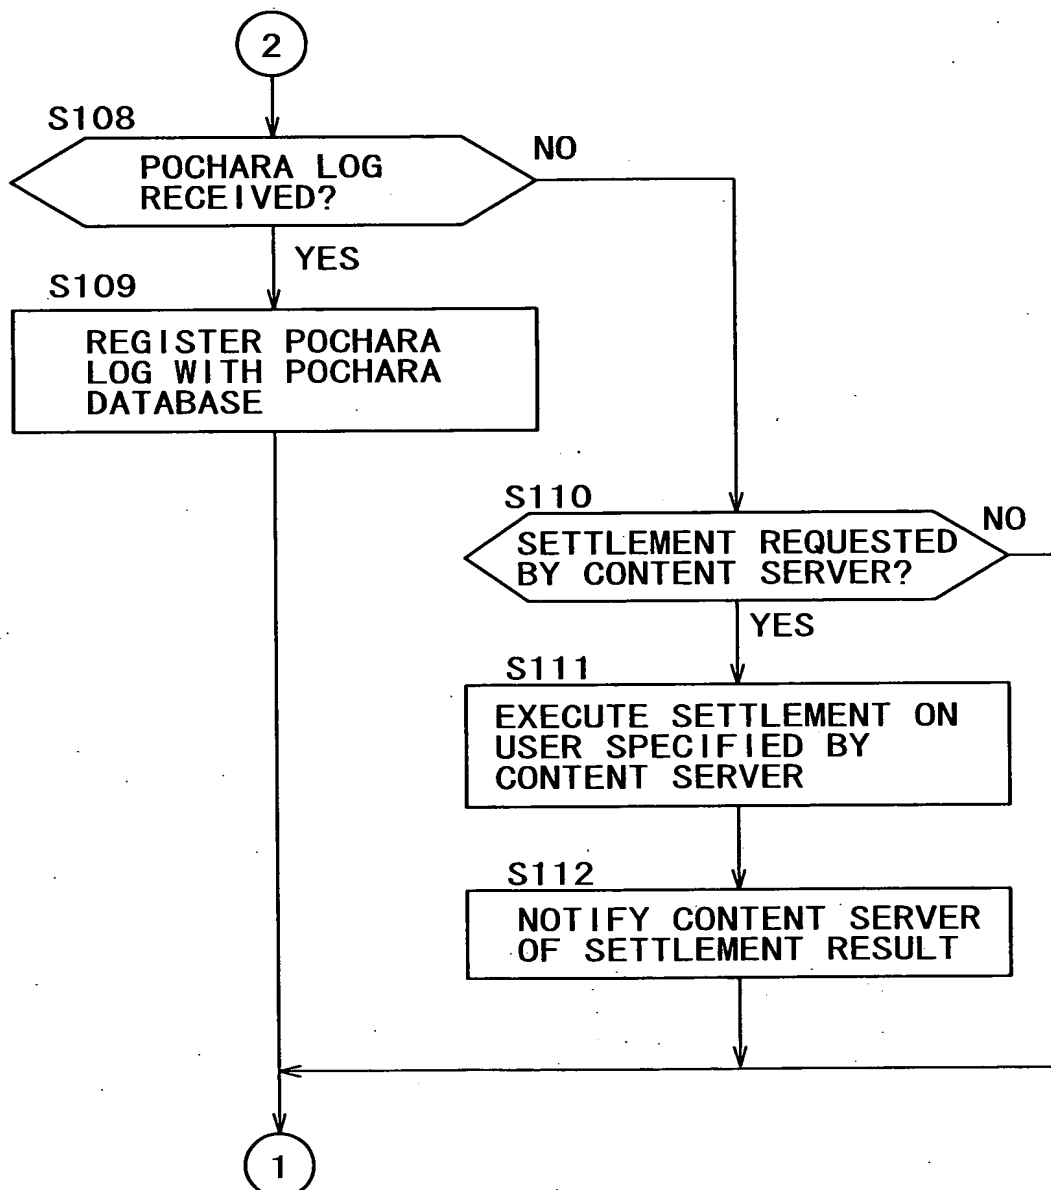 2
S108
POCHARA LOG
RECEIVED?
NO
YES
S109
REGISTER POCHARA
LOG WITH POCHARA
DATABASE
S110
SETTLEMENT REQUESTED
BY CONTENT SERVER?
NO
YES
S111
EXECUTE SETTLEMENT ON
USER SPECIFIED BY
CONTENT SERVER
S112
NOTIFY CONTENT SERVER
OF SETTLEMENT RESULT
1